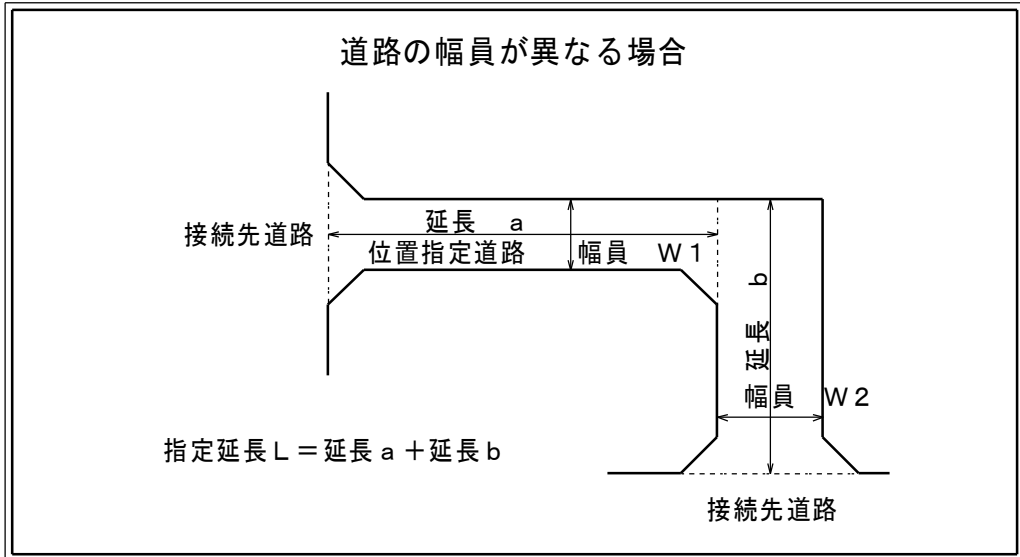 道路の幅員が異なる場合
延長　a
接続先道路
位置指定道路
幅員　W1
延長　b
幅員　W2
指定延長L＝延長a＋延長b
接続先道路